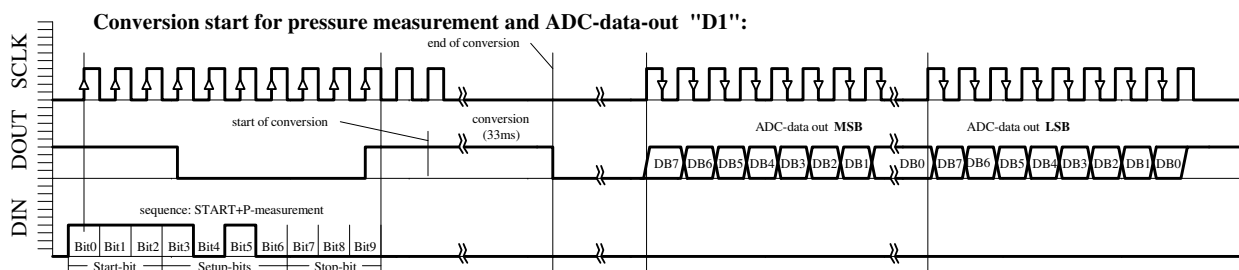 Conversion start for pressure measurement and ADC-data-out "D1":
end of conversion
SCLK
start of conversion
conversion
(33ms)
ADC-data out MSB
ADC-data out LSB
DOUT
DB7 DB6 DB5 DB4 DB3 DB2 DB1 DB0 DB7 DB6 DB5 DB4 DB3 DB2 DB1 DB0
sequence: START+P-measurement
DIN
Bit0 Bit1 Bit2 Bit3 Bit4 Bit5 Bit6 Bit7 Bit8 Bit9
Start-bit Setup-bits Stop-bit